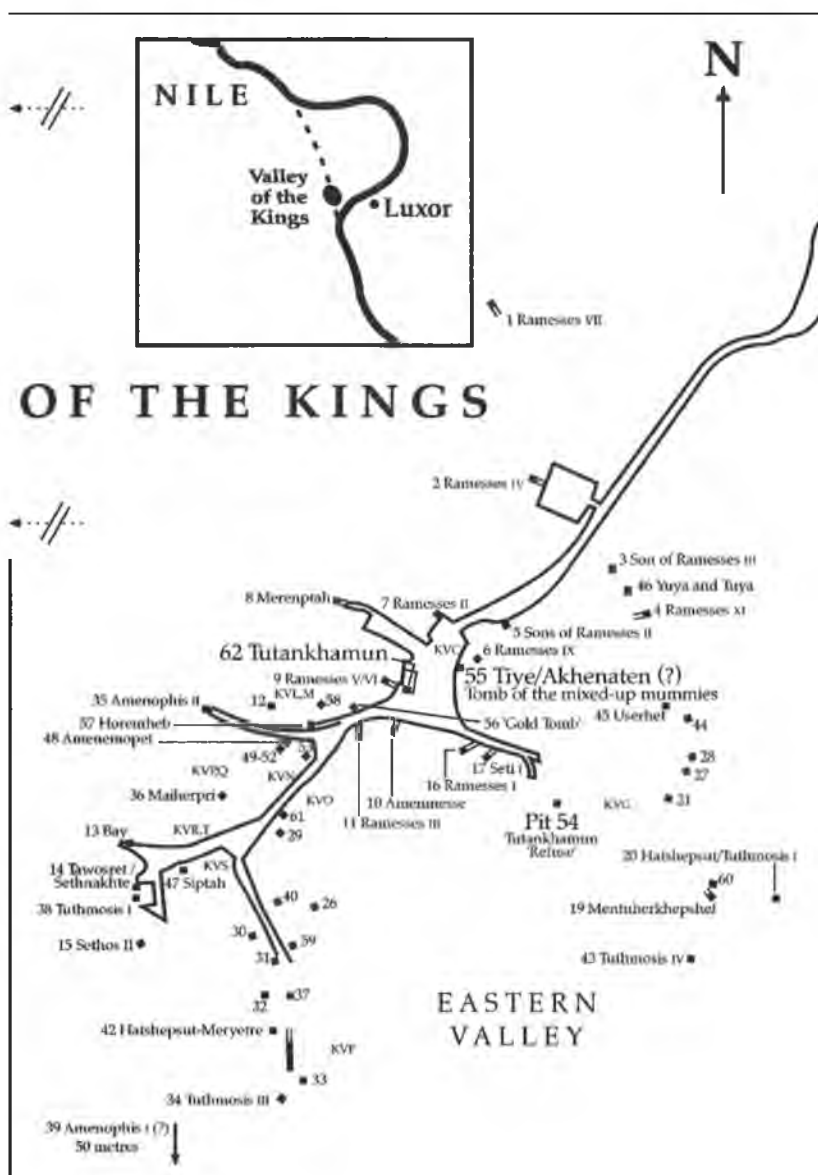 N
NILE
Valley
of the
Kings
Luxor
1 Ramesses VII
OF THE KINGS
2 Ramesses IV
3 Son of Ramesses III
46 Yuya and Tuya
4 Ramesses XI
8 Merenptah
7 Ramesses II
5 Sons of Ramesses II
KVC
6 Ramesses IX
62 Tutankhamun
55 Tiye/Akhenaten (?)
Tomb of the mixed-up mummies
9 Ramesses V/VI
35 Amenophis II
12
KVL,M
58
45 Userhet
44
57 Horemheb
56 'Gold Tomb'
48 Amenemopet
49-52
53
28
27
KVP,Q
KVN
17 Seti I
16 Ramesses I
36 Maiherpri
KVO
10 Amenmesse
11 Ramesses III
KVG
21
61
29
Pit 54
Tutankhamun
'Refuse'
13 Bay
KVR,T
KVS
20 Hatshepsut/Tuthmosis I
14 Tawosret/
Sethnakhte
47 Siptah
60
38 Tuthmosis I
40
26
19 Mentuherkhepshef
15 Sethos II
30
59
31
43 Tuthmosis IV
32
37
EASTERN
VALLEY
42 Hatshepsut-Meryetre
KVF
33
34 Tuthmosis III
39 Amenophis I (?)
50 metres